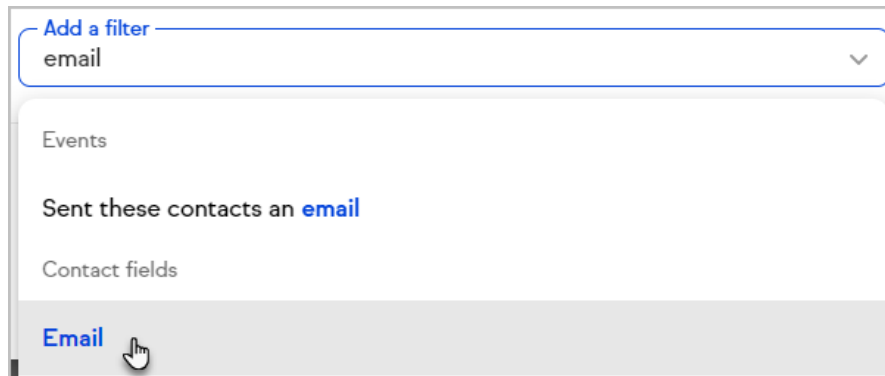 Add a filter
email
Events
Sent these contacts an email
Contact fields
Email